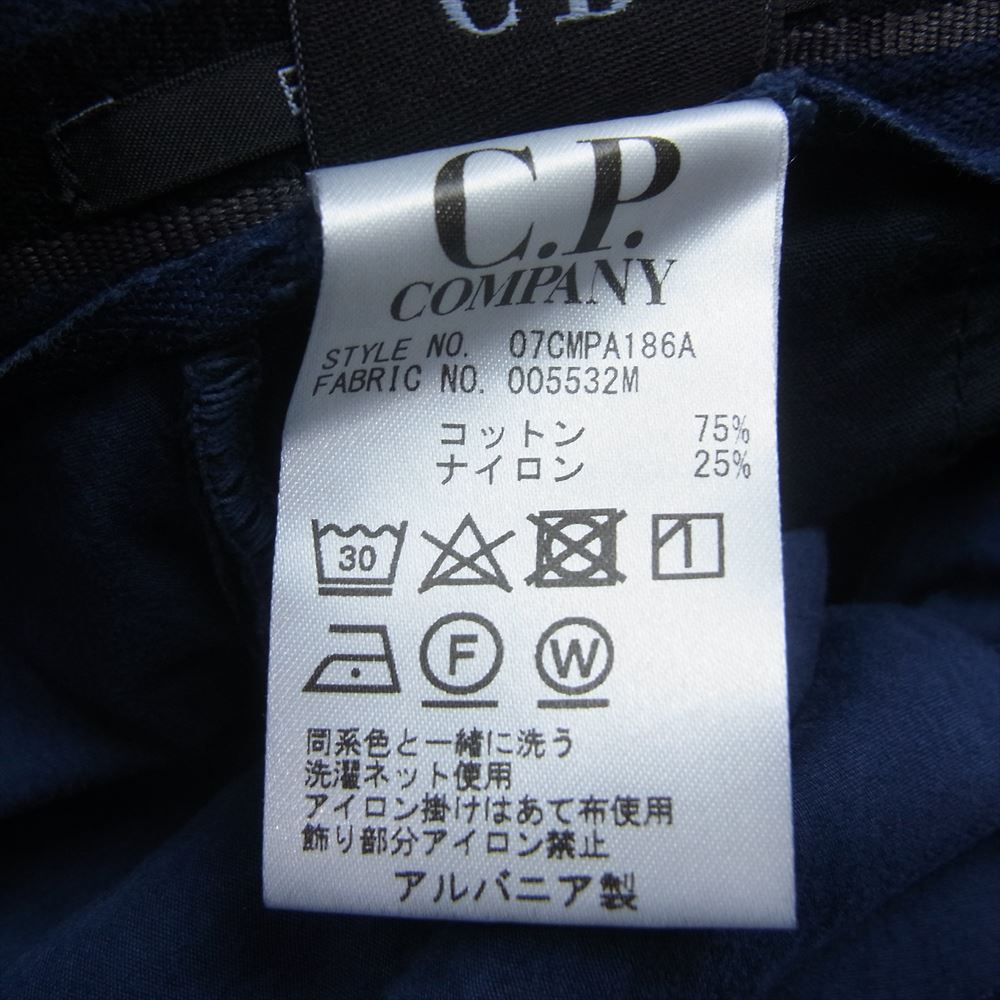 C.P.
COMPANY
STYLE NO. 07CMPA186A
FABRIC NO. 005532M
コットン 75%
ナイロン 25%
30
1
F W
同系色と一緒に洗う
洗濯ネット使用
アイロン掛けはあて布使用
飾り部分アイロン禁止
アルバニア製